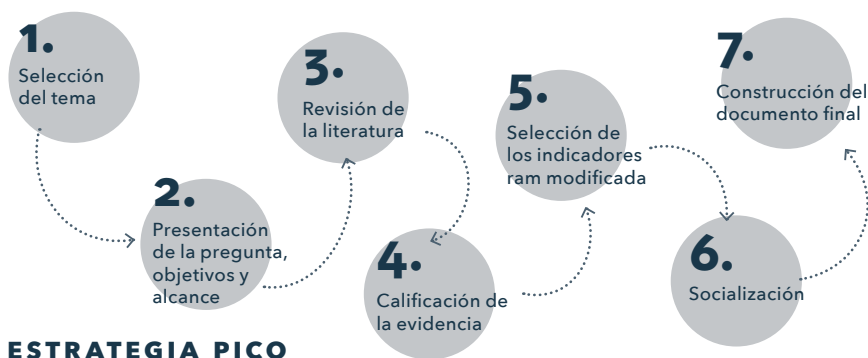 1.
Selección
del tema
2.
Presentación
de la pregunta,
objetivos y
alcance
3.
Revisión de
la literatura
4.
Calificación de
la evidencia
5.
Selección de
los indicadores
ram modificada
6.
Socialización
7.
Construcción del
documento final
ESTRATEGIA PICO